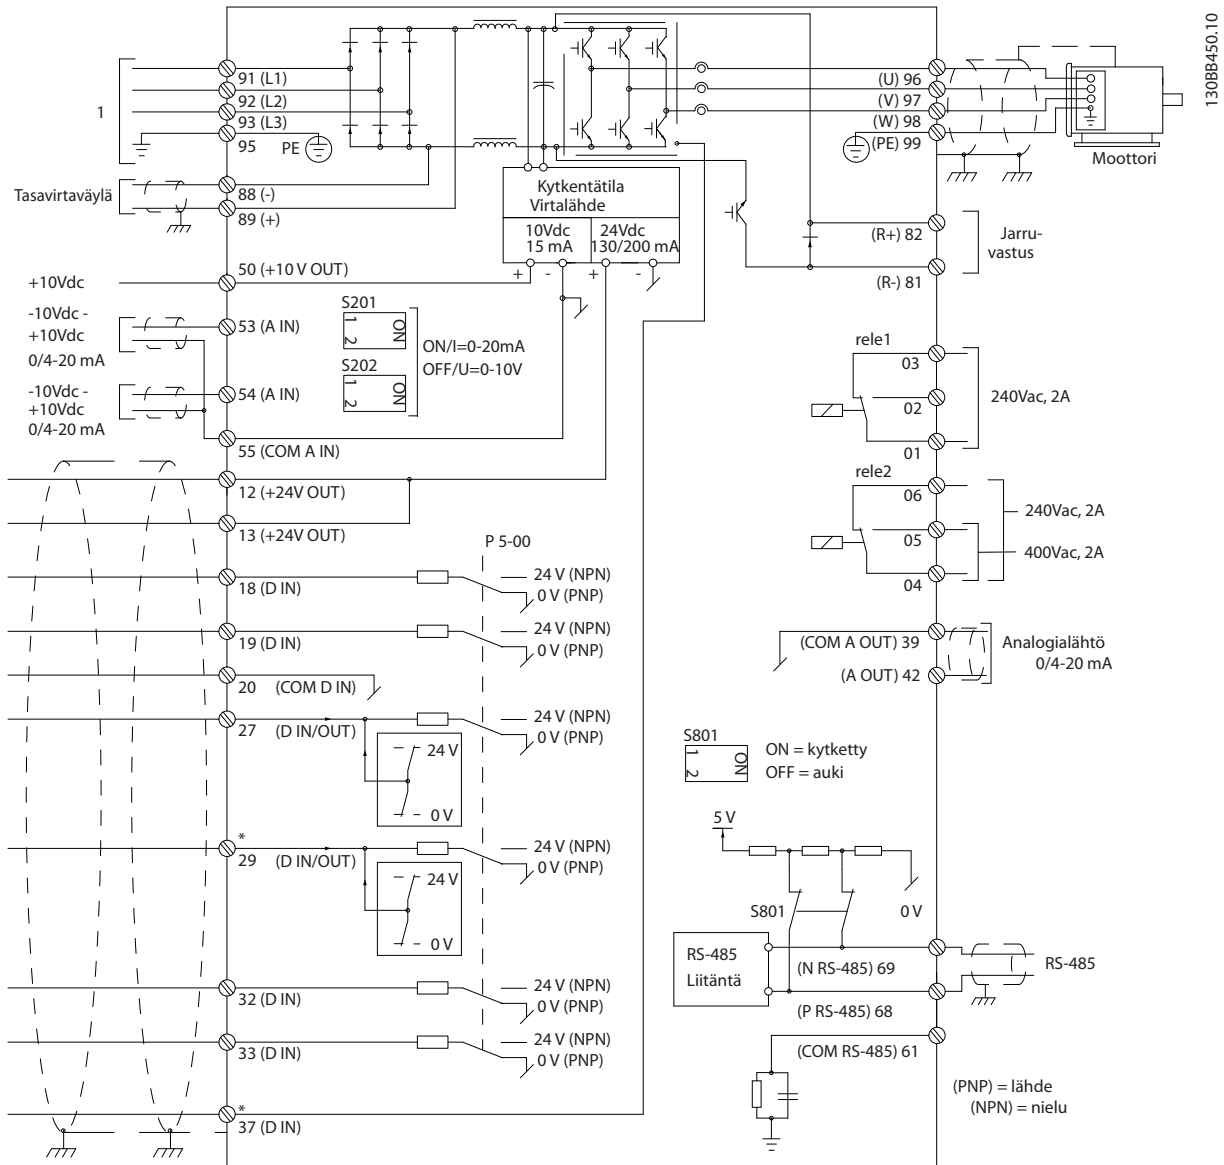 130BB450.10
1
91 (L1)
92 (L2)
93 (L3)
95
PE
Tasavirtaväylä
88 (-)
89 (+)
Kytkentätila
Virtalähde
10Vdc
15 mA
24Vdc
130/200 mA
+
-
+
-
(U) 96
(V) 97
(W) 98
(PE) 99
Moottori
(R+) 82
(R-) 81
Jarru-
vastus
+10Vdc
50 (+10 V OUT)
-10Vdc -
+10Vdc
0/4-20 mA
53 (A IN)
-10Vdc -
+10Vdc
0/4-20 mA
54 (A IN)
55 (COM A IN)
S201
1
2
ON
S202
1
2
ON
ON/I=0-20mA
OFF/U=0-10V
rele1
03
02
01
240Vac, 2A
rele2
06
05
04
240Vac, 2A
400Vac, 2A
12 (+24V OUT)
13 (+24V OUT)
P 5-00
18 (D IN)
24 V (NPN)
0 V (PNP)
19 (D IN)
24 V (NPN)
0 V (PNP)
20 (COM D IN)
27 (D IN/OUT)
24 V (NPN)
0 V (PNP)
24 V
0 V
*
29 (D IN/OUT)
24 V (NPN)
0 V (PNP)
24 V
0 V
32 (D IN)
24 V (NPN)
0 V (PNP)
33 (D IN)
24 V (NPN)
0 V (PNP)
*
37 (D IN)
(COM A OUT) 39
(A OUT) 42
Analogialähtö
0/4-20 mA
S801
1
2
ON
ON = kytketty
OFF = auki
5 V
S801
0 V
RS-485
Liitäntä
(N RS-485) 69
(P RS-485) 68
RS-485
(COM RS-485) 61
(PNP) = lähde
(NPN) = nielu